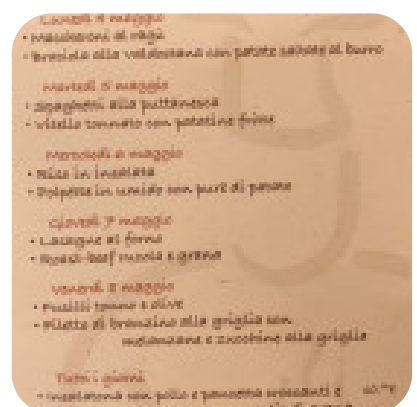 Lunedì 4 maggio
• Maccheroni al ragù
• Braciola alla valdostana con patate saltate al burro
Martedì 5 maggio
• Spaghetti alla puttanesca
• Vitello tonnato con patatine fritte
Mercoledì 6 maggio
• Riso in insalata
• Polpette in umido con purè di patate
Giovedì 7 maggio
• Lasagne al forno
• Roast-beef rucola e grana
Venerdì 8 maggio
• Fusilli tonno e olive
• Filetto di branzino alla griglia con
melanzane e zucchine alla griglia
Tutti i giorni
• Insalatona con pollo e pancetta croccanti e